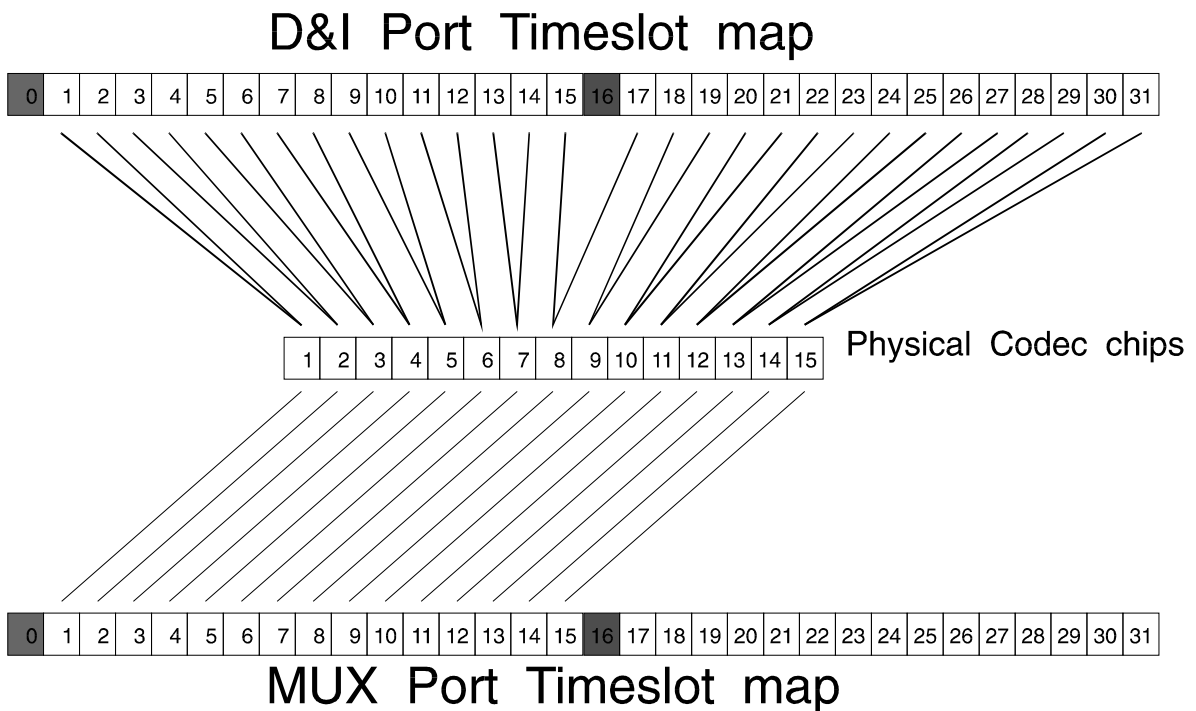 D&I Port Timeslot map
0 1 2 3 4 5 6 7 8 9 10 11 12 13 14 15 16 17 18 19 20 21 22 23 24 25 26 27 28 29 30 31
Physical Codec chips
1 2 3 4 5 6 7 8 9 10 11 12 13 14 15
0 1 2 3 4 5 6 7 8 9 10 11 12 13 14 15 16 17 18 19 20 21 22 23 24 25 26 27 28 29 30 31
MUX Port Timeslot map